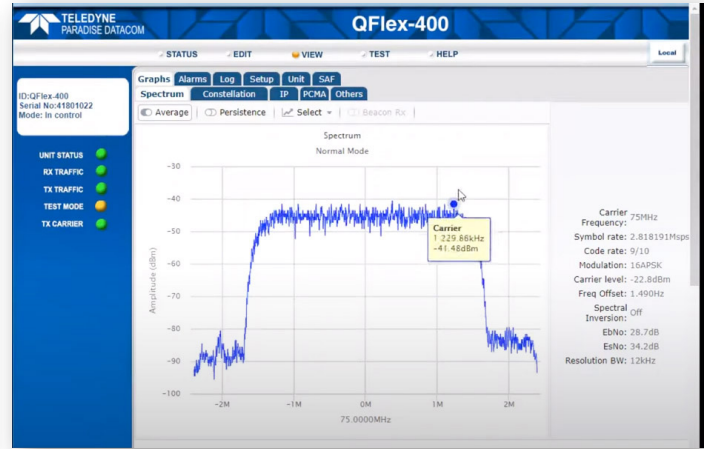 TELEDYNE
PARADISE DATACOM
QFlex-400
STATUS EDIT VIEW TEST HELP
Local
ID:QFlex-400
Serial No:41801022
Mode: In control
UNIT STATUS
RX TRAFFIC
TX TRAFFIC
TEST MODE
TX CARRIER
Graphs Alarms Log Setup Unit SAF
Spectrum Constellation IP PCMA Others
Average Persistence Select Beacon Rx
Spectrum
Normal Mode
Amplitude (dBm)
-30
-40
-50
-60
-70
-80
-90
-100
-2M -1M 0M 1M 2M
75.0000MHz
Carrier
1 229.88kHz
-41.48dBm
Carrier Frequency: 75MHz
Symbol rate: 2.818191Msps
Code rate: 9/10
Modulation: 16APSK
Carrier level: -22.8dBm
Freq Offset: 1.490Hz
Spectral Inversion: Off
EbNo: 28.7dB
EsNo: 34.2dB
Resolution BW: 12kHz